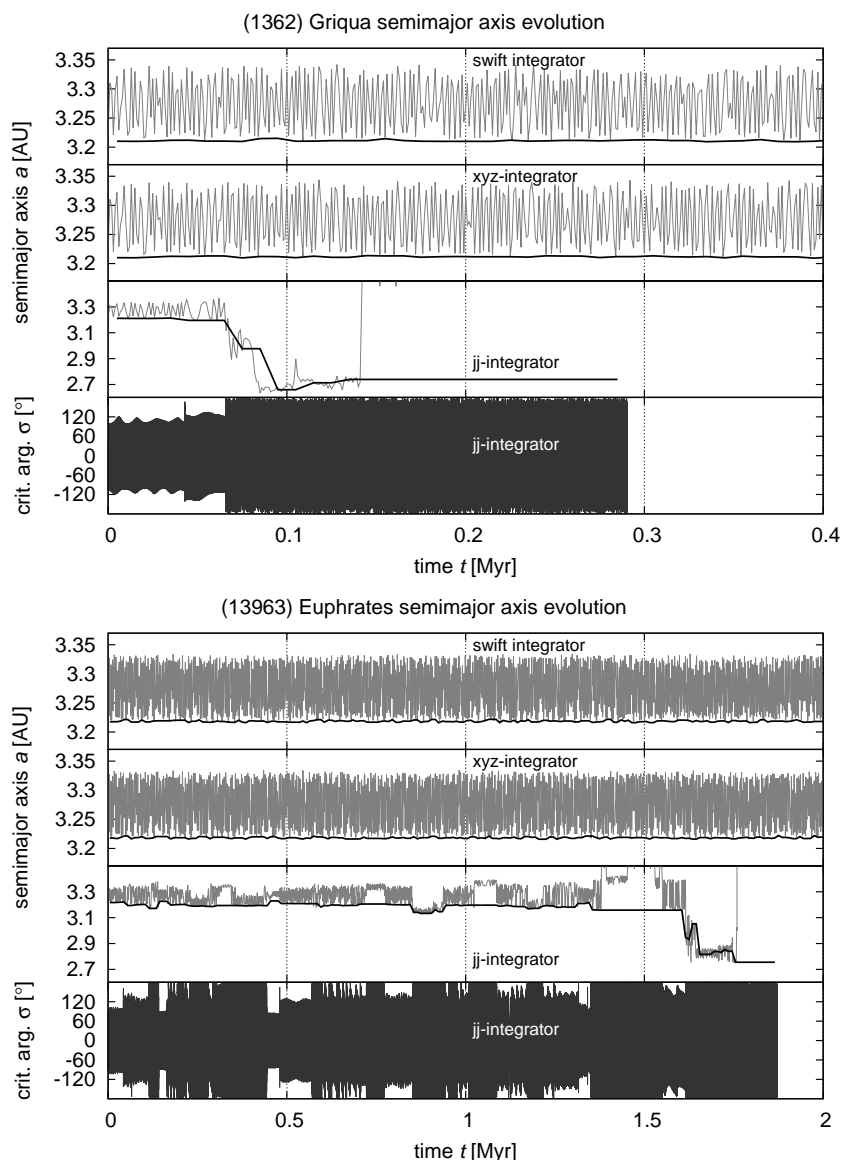 (1362) Griqua semimajor axis evolution
swift integrator
3.35
3.3
3.25
3.2
xyz-integrator
3.35
3.3
3.25
3.2
semimajor axis a [AU]
3.3
3.1
2.9
2.7
jj-integrator
crit. arg. σ [°]
120
60
0
-60
-120
jj-integrator
0 0.1 0.2 0.3 0.4
time t [Myr]
(13963) Euphrates semimajor axis evolution
swift integrator
3.35
3.3
3.25
3.2
xyz-integrator
3.35
3.3
3.25
3.2
semimajor axis a [AU]
3.3
3.1
2.9
2.7
jj-integrator
crit. arg. σ [°]
120
60
0
-60
-120
jj-integrator
0 0.5 1 1.5 2
time t [Myr]